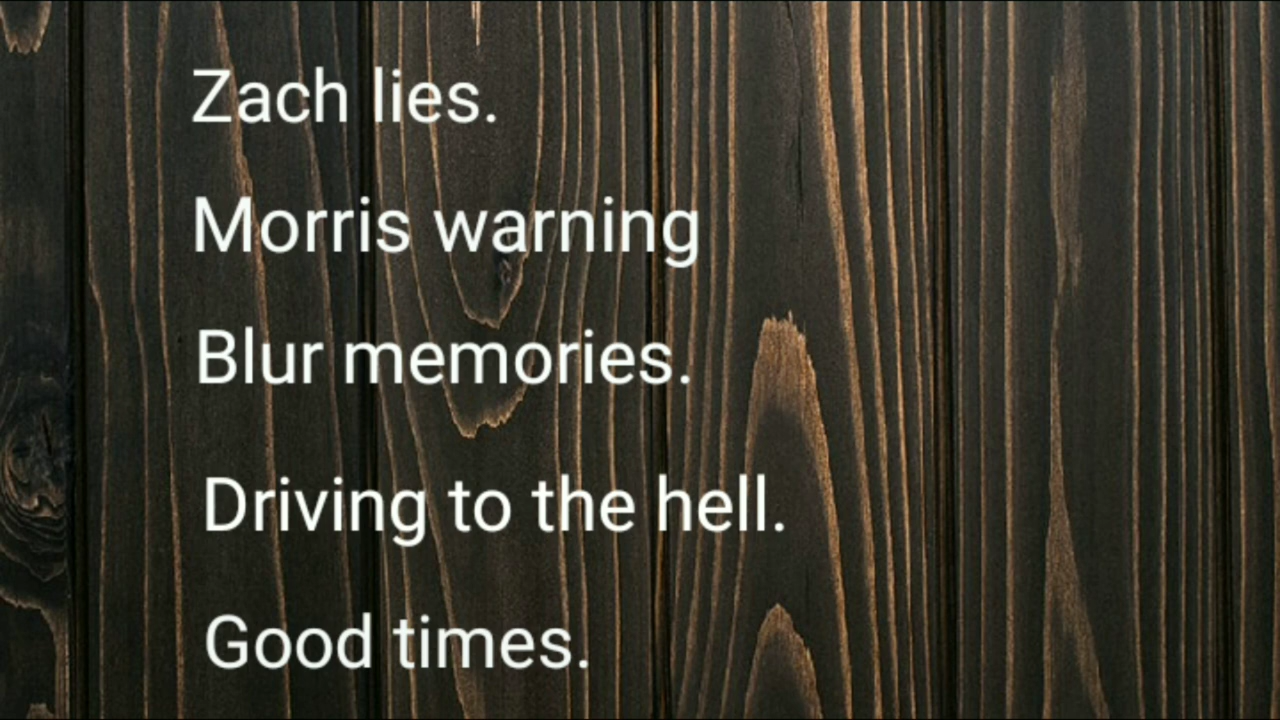 Zach lies.
Morris warning
Blur memories.
Driving to the hell.
Good times.